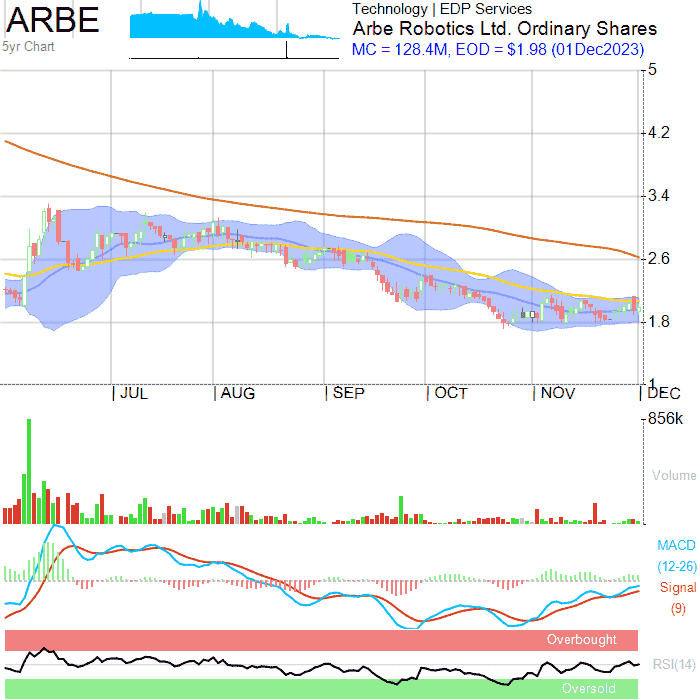 ARBE
5yr Chart
Technology | EDP Services
Arbe Robotics Ltd. Ordinary Shares
MC = 128.4M, EOD = $1.98 (01Dec2023)
5
4.2
3.4
2.6
1.8
1
| JUL | AUG | SEP | OCT | NOV | DEC
856k
Volume
MACD
(12-26)
Signal
(9)
Overbought
RSI(14)
Oversold